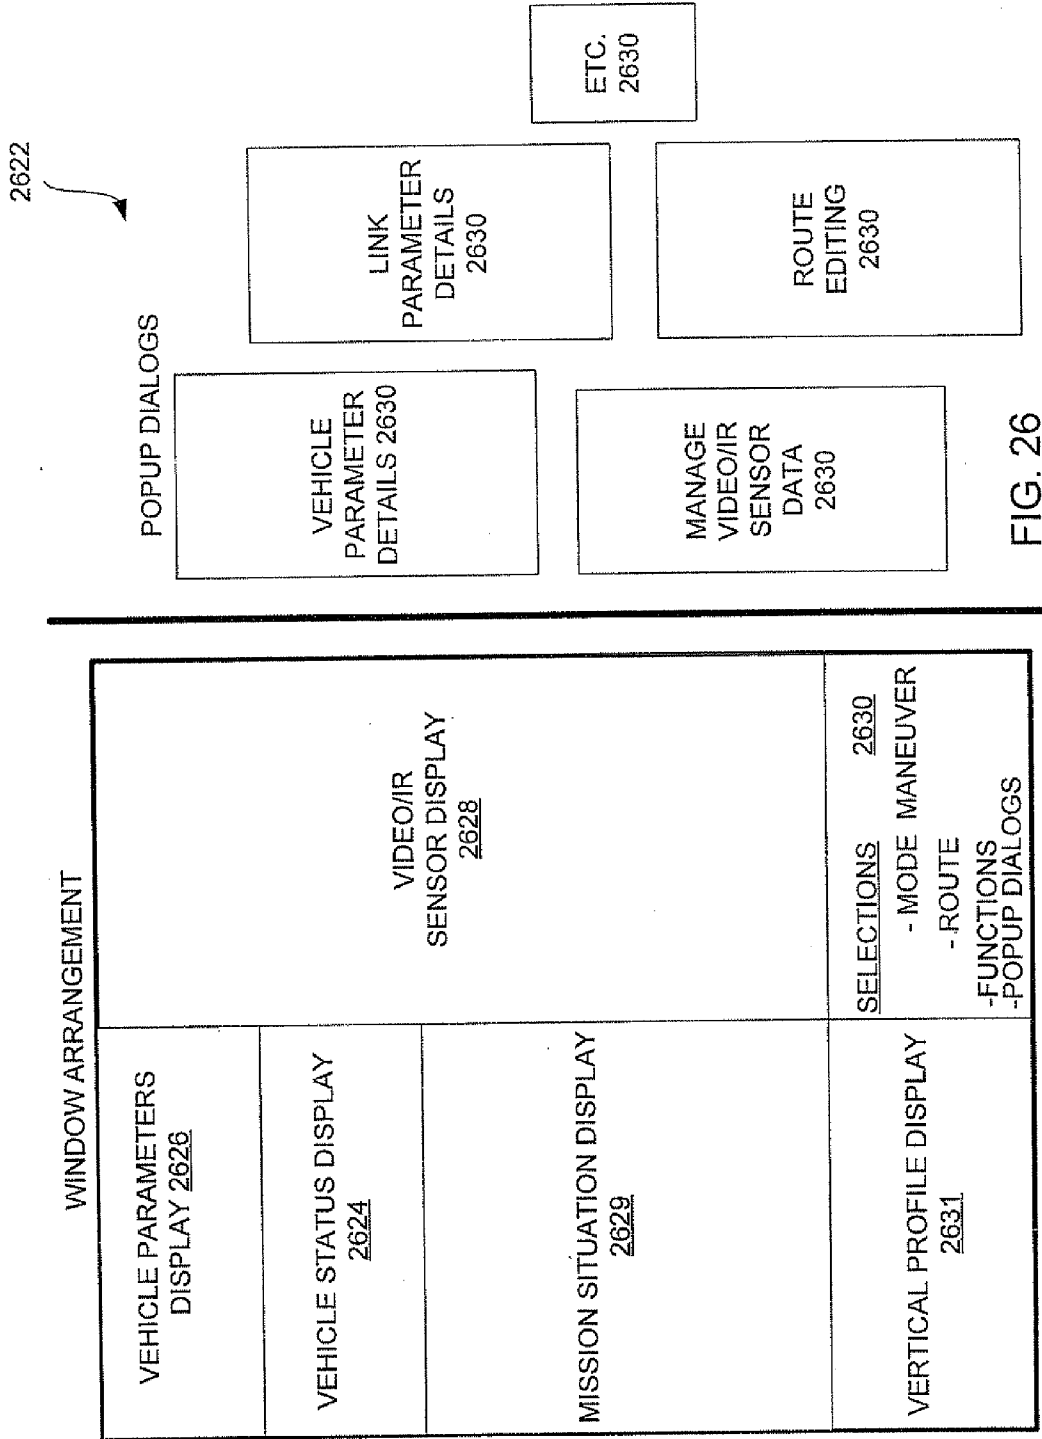 WINDOW ARRANGEMENT
VEHICLE PARAMETERS
DISPLAY 2626
VEHICLE STATUS DISPLAY
2624
MISSION SITUATION DISPLAY
2629
VERTICAL PROFILE DISPLAY
2631
VIDEO/IR
SENSOR DISPLAY
2628
SELECTIONS 2630
- MODE MANEUVER
- ROUTE
-FUNCTIONS
-POPUP DIALOGS
2622
POPUP DIALOGS
VEHICLE
PARAMETER
DETAILS 2630
LINK
PARAMETER
DETAILS
2630
ETC.
2630
MANAGE
VIDEO/IR
SENSOR
DATA
2630
ROUTE
EDITING
2630
FIG. 26